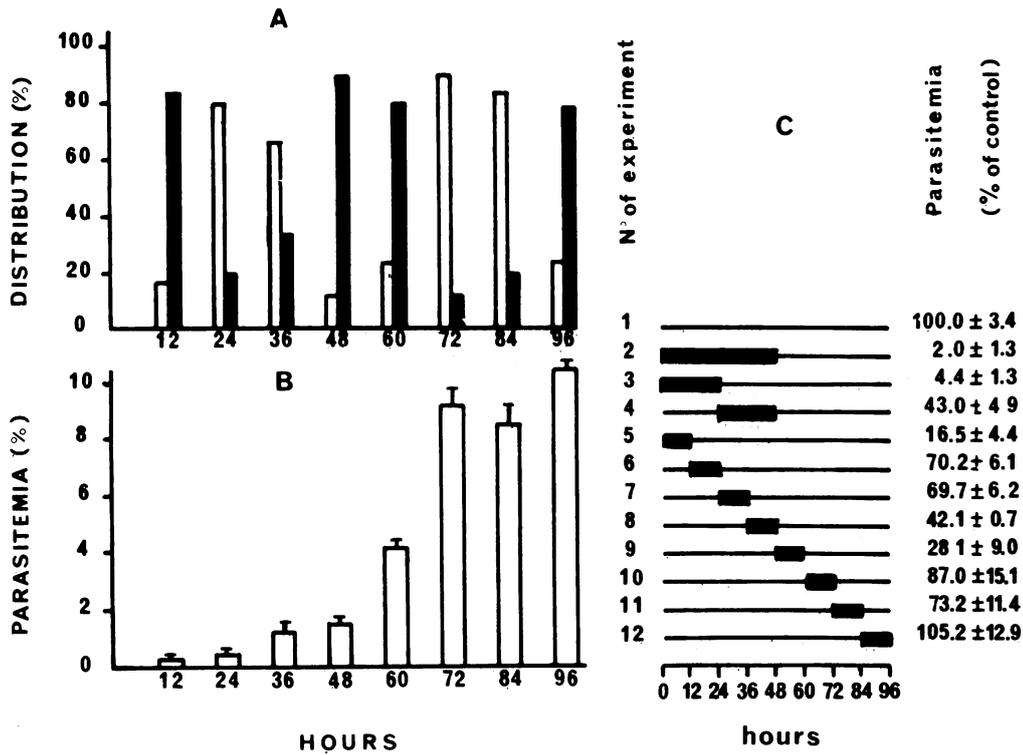 A
DISTRIBUTION (%)
100
80
60
40
20
0
12 24 36 48 60 72 84 96
B
PARASITEMIA (%)
10
8
6
4
2
0
12 24 36 48 60 72 84 96
HOURS
C
N° of experiment
Parasitemia
(% of control)
1 100.0 ± 3.4
2 2.0 ± 1.3
3 4.4 ± 1.3
4 43.0 ± 4 9
5 16.5 ± 4.4
6 70.2 ± 6.1
7 69.7 ± 6.2
8 42.1 ± 0.7
9 28 1 ± 9.0
10 87.0 ±15.1
11 73.2 ±11.4
12 105.2 ±12.9
0 12 24 36 48 60 72 84 96
hours